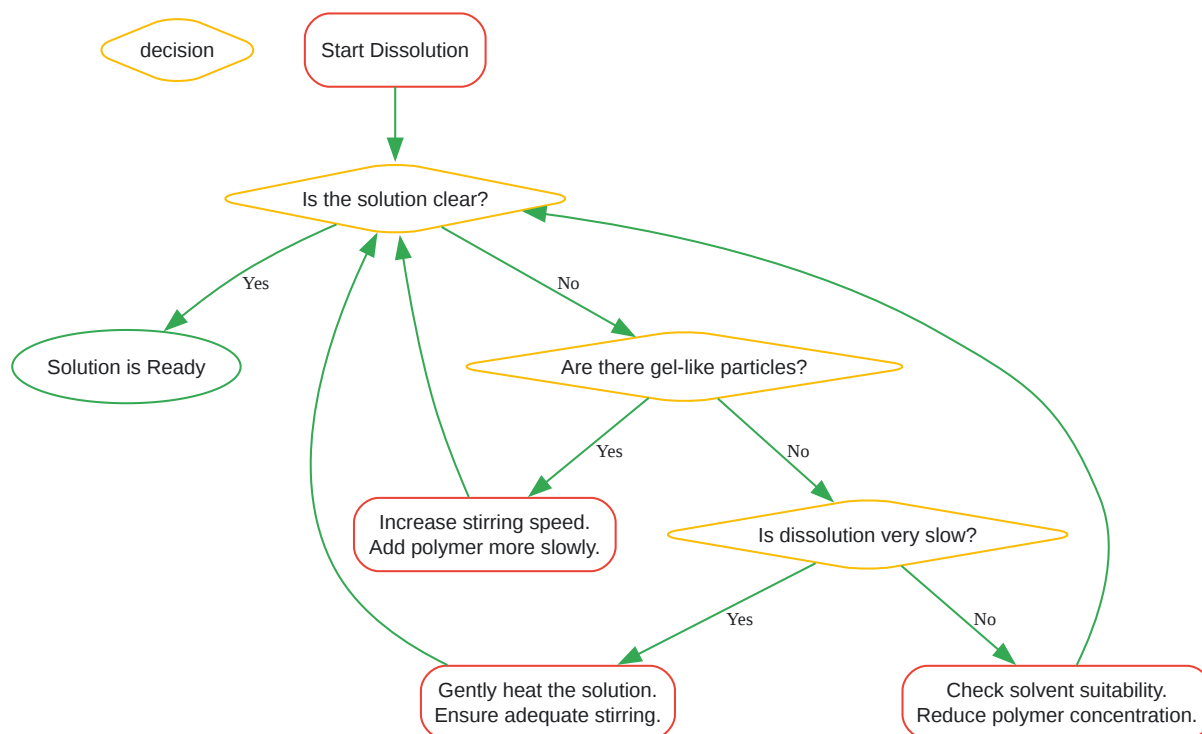 decision
Start Dissolution
Is the solution clear?
Yes
No
Solution is Ready
Are there gel-like particles?
Yes
No
Increase stirring speed.
Add polymer more slowly.
Is dissolution very slow?
Yes
No
Gently heat the solution.
Ensure adequate stirring.
Check solvent suitability.
Reduce polymer concentration.